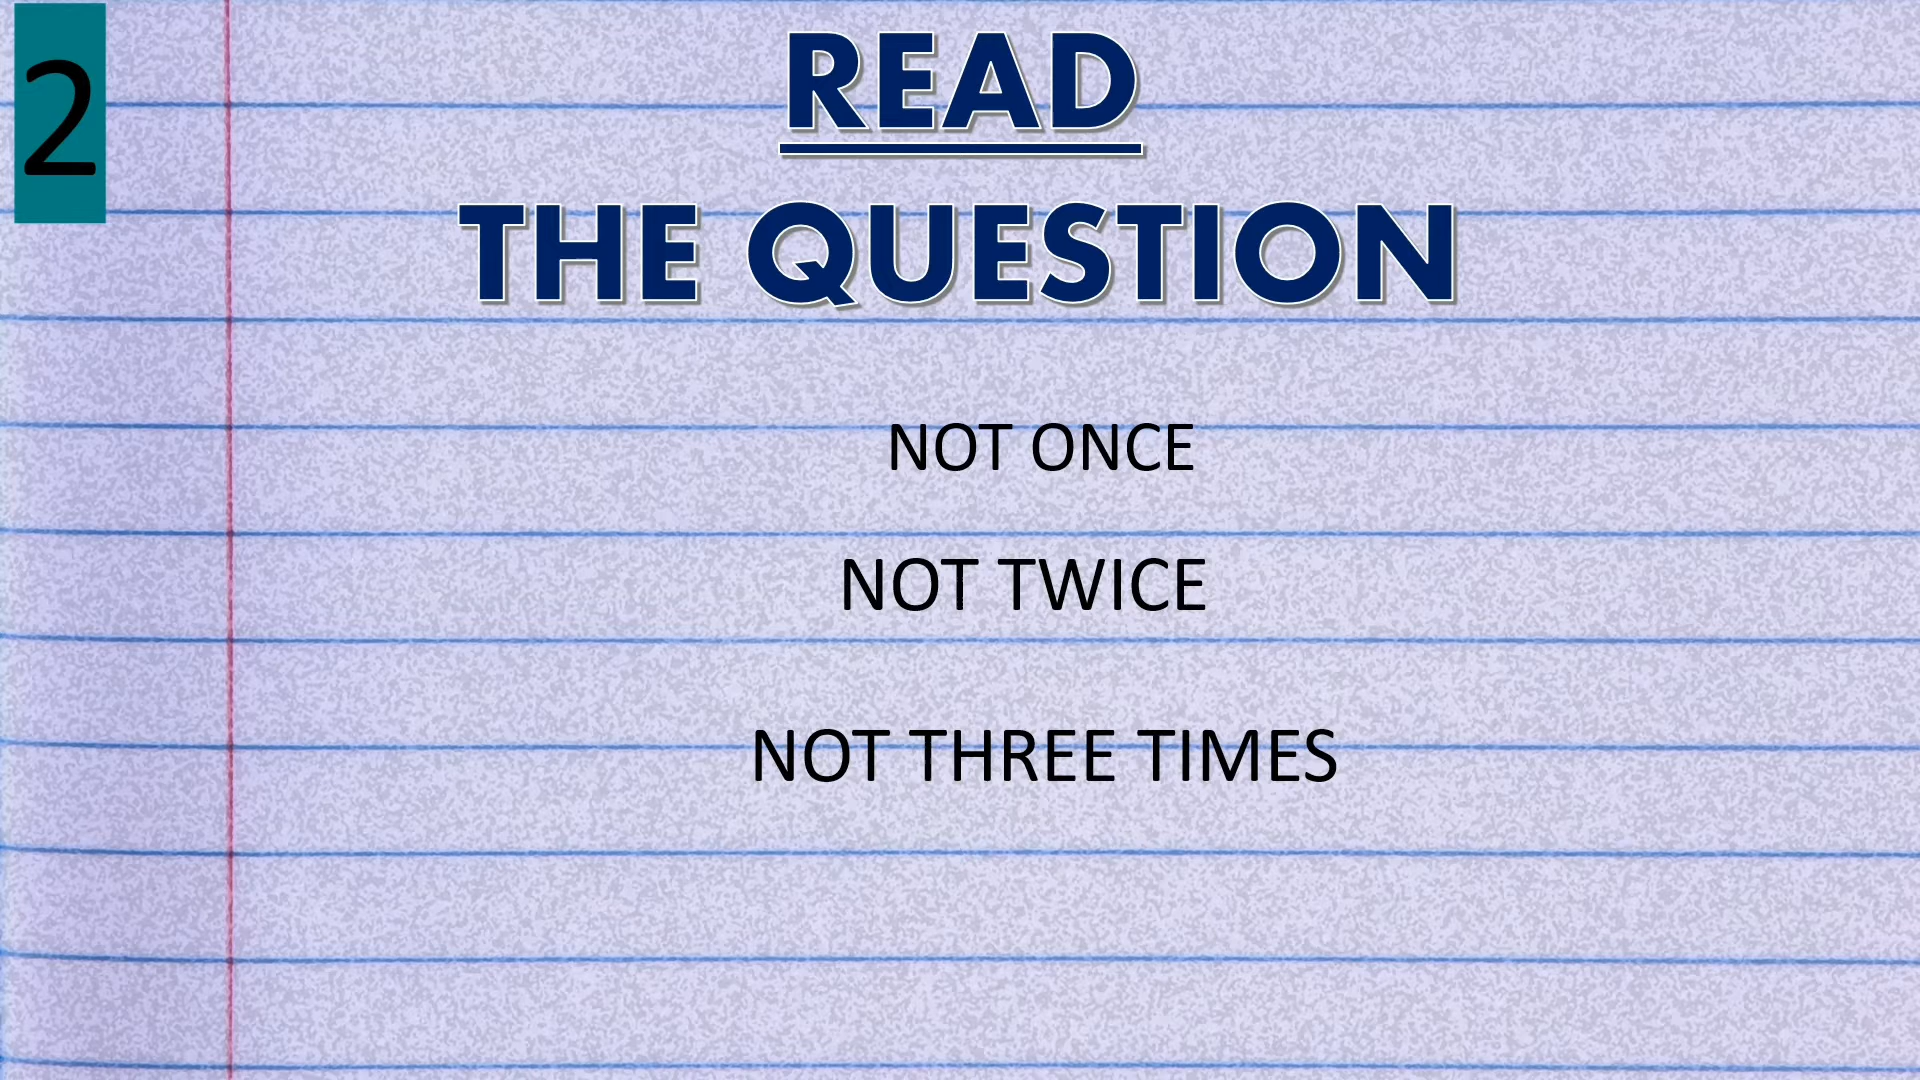 2
READ
THE QUESTION
NOT ONCE
NOT TWICE
NOT THREE TIMES